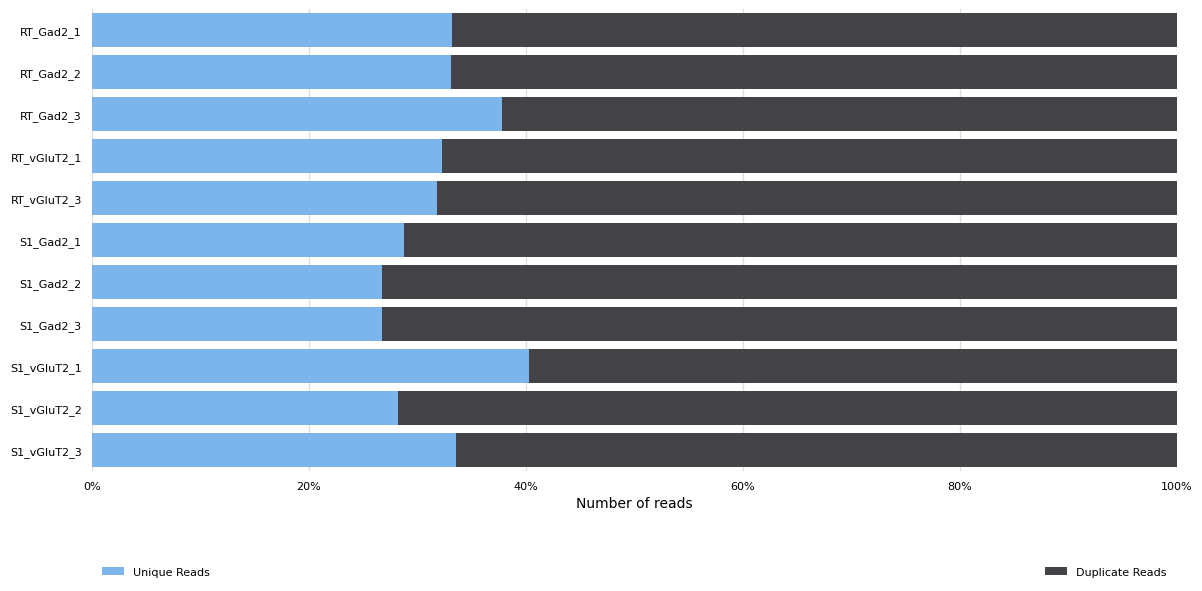 RT_Gad2_1
RT_Gad2_2
RT_Gad2_3
RT_vGluT2_1
RT_vGluT2_3
S1_Gad2_1
S1_Gad2_2
S1_Gad2_3
S1_vGluT2_1
S1_vGluT2_2
S1_vGluT2_3
0% 20% 40% 60% 80% 100%
Number of reads
Unique Reads Duplicate Reads